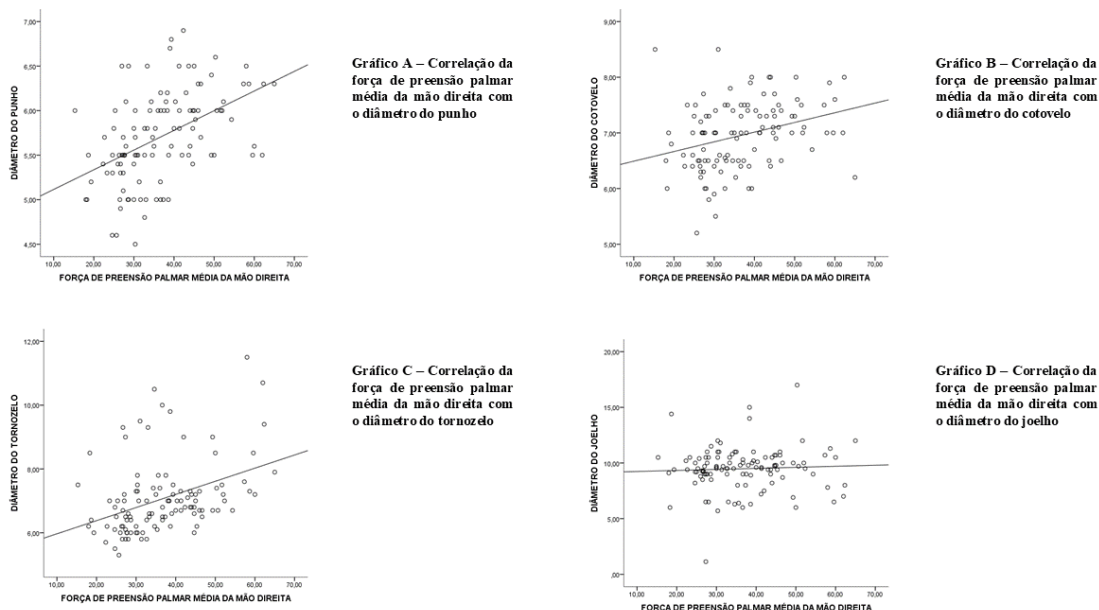 7,00
6,50
6,00
5,50
5,00
4,50
DIÂMETRO DO PUNHO
10,00 20,00 30,00 40,00 50,00 60,00 70,00
FORÇA DE PREENSÃO PALMAR MÉDIA DA MÃO DIREITA
Gráfico A – Correlação da
força de preensão palmar
média da mão direita com
o diâmetro do punho
9,00
8,00
7,00
6,00
5,00
DIÂMETRO DO COTOVELO
10,00 20,00 30,00 40,00 50,00 60,00 70,00
FORÇA DE PREENSÃO PALMAR MÉDIA DA MÃO DIREITA
Gráfico B – Correlação da
força de preensão palmar
média da mão direita com
o diâmetro do cotovelo
12,00
10,00
8,00
6,00
DIÂMETRO DO TORNOZELO
10,00 20,00 30,00 40,00 50,00 60,00 70,00
FORÇA DE PREENSÃO PALMAR MÉDIA DA MÃO DIREITA
Gráfico C – Correlação da
força de preensão palmar
média da mão direita com
o diâmetro do tornozelo
20,00
15,00
10,00
5,00
,00
DIÂMETRO DO JOELHO
10,00 20,00 30,00 40,00 50,00 60,00 70,00
FORÇA DE PREENSÃO PALMAR MÉDIA DA MÃO DIREITA
Gráfico D – Correlação da
força de preensão palmar
média da mão direita com
o diâmetro do joelho